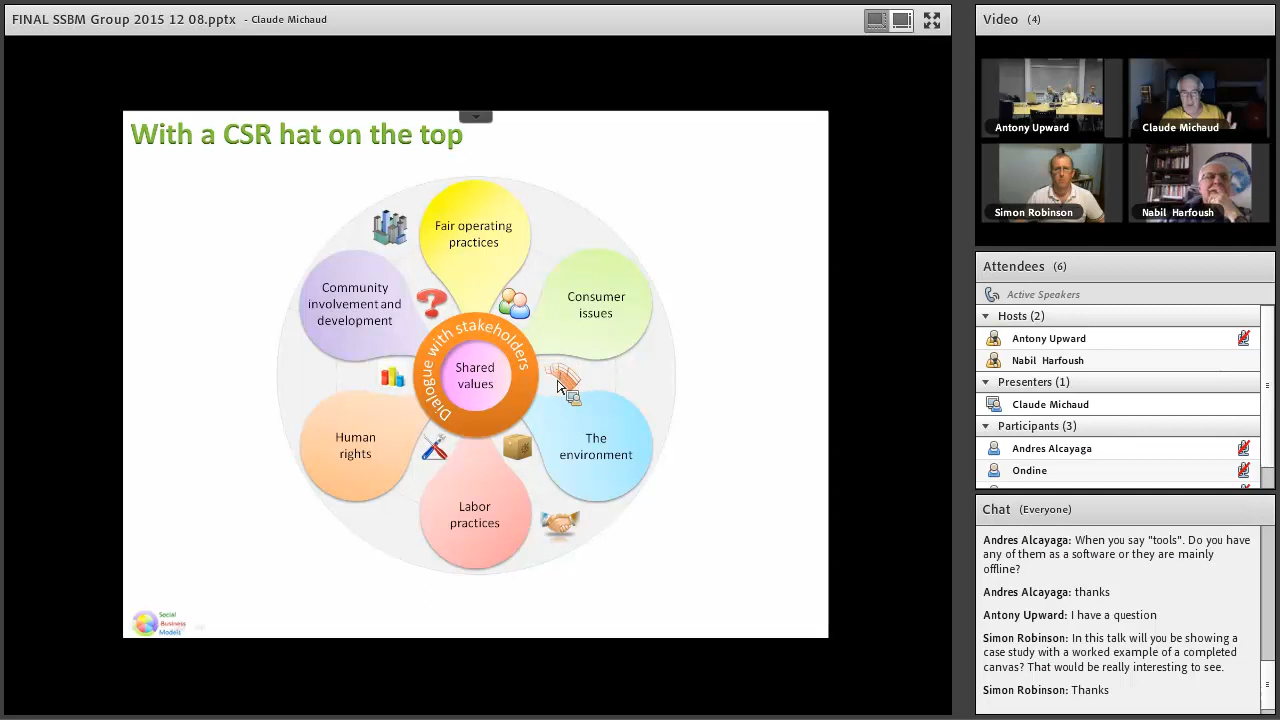 FINAL SSBM Group 2015 12 08.pptx - Claude Michaud
With a CSR hat on the top
Fair operating
practices
Community
involvement and
development
Consumer
issues
Dialogue with stakeholders
Shared
values
Human
rights
The
environment
Labor
practices
Social
Business
Models
Video (4)
Antony Upward
Claude Michaud
Simon Robinson
Nabil Harfoush
Attendees (6)
Active Speakers
Hosts (2)
Antony Upward
Nabil Harfoush
Presenters (1)
Claude Michaud
Participants (3)
Andres Alcayaga
Ondine
Chat (Everyone)
Andres Alcayaga: When you say "tools". Do you have
any of them as a software or they are mainly
offline?
Andres Alcayaga: thanks
Antony Upward: I have a question
Simon Robinson: In this talk will you be showing a
case study with a worked example of a completed
canvas? That would be really interesting to see.
Simon Robinson: Thanks